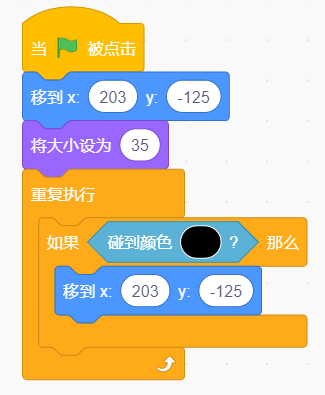 当 被点击
移到 x: 203 y: -125
将大小设为 35
重复执行
如果 碰到颜色 ? 那么
移到 x: 203 y: -125